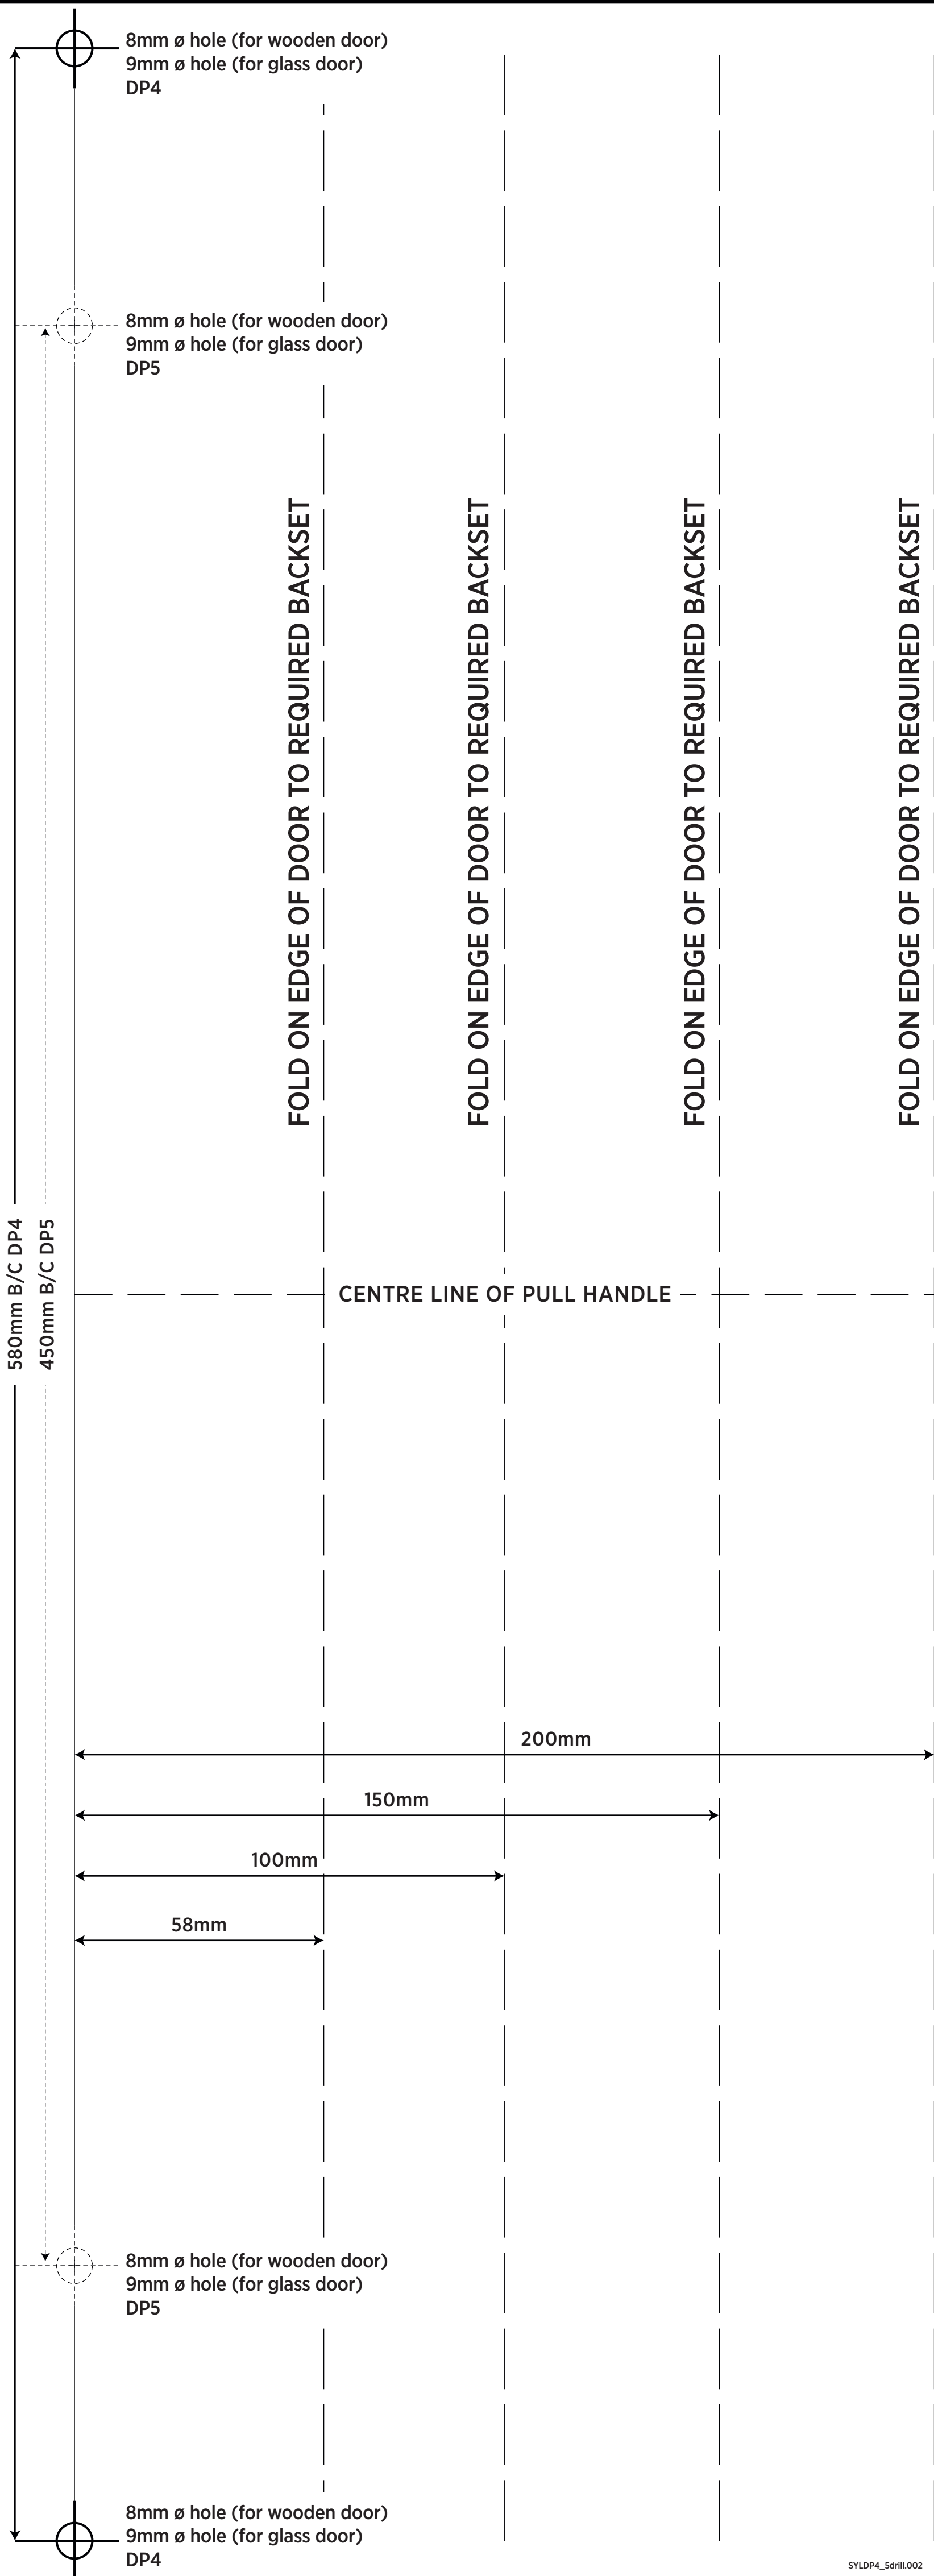 8mm ø hole (for wooden door)
9mm ø hole (for glass door)
DP4
8mm ø hole (for wooden door)
9mm ø hole (for glass door)
DP5
FOLD ON EDGE OF DOOR TO REQUIRED BACKSET
FOLD ON EDGE OF DOOR TO REQUIRED BACKSET
FOLD ON EDGE OF DOOR TO REQUIRED BACKSET
FOLD ON EDGE OF DOOR TO REQUIRED BACKSET
580mm B/C DP4
450mm B/C DP5
CENTRE LINE OF PULL HANDLE
200mm
150mm
100mm
58mm
8mm ø hole (for wooden door)
9mm ø hole (for glass door)
DP5
8mm ø hole (for wooden door)
9mm ø hole (for glass door)
DP4
SYLDP4_5drill.002